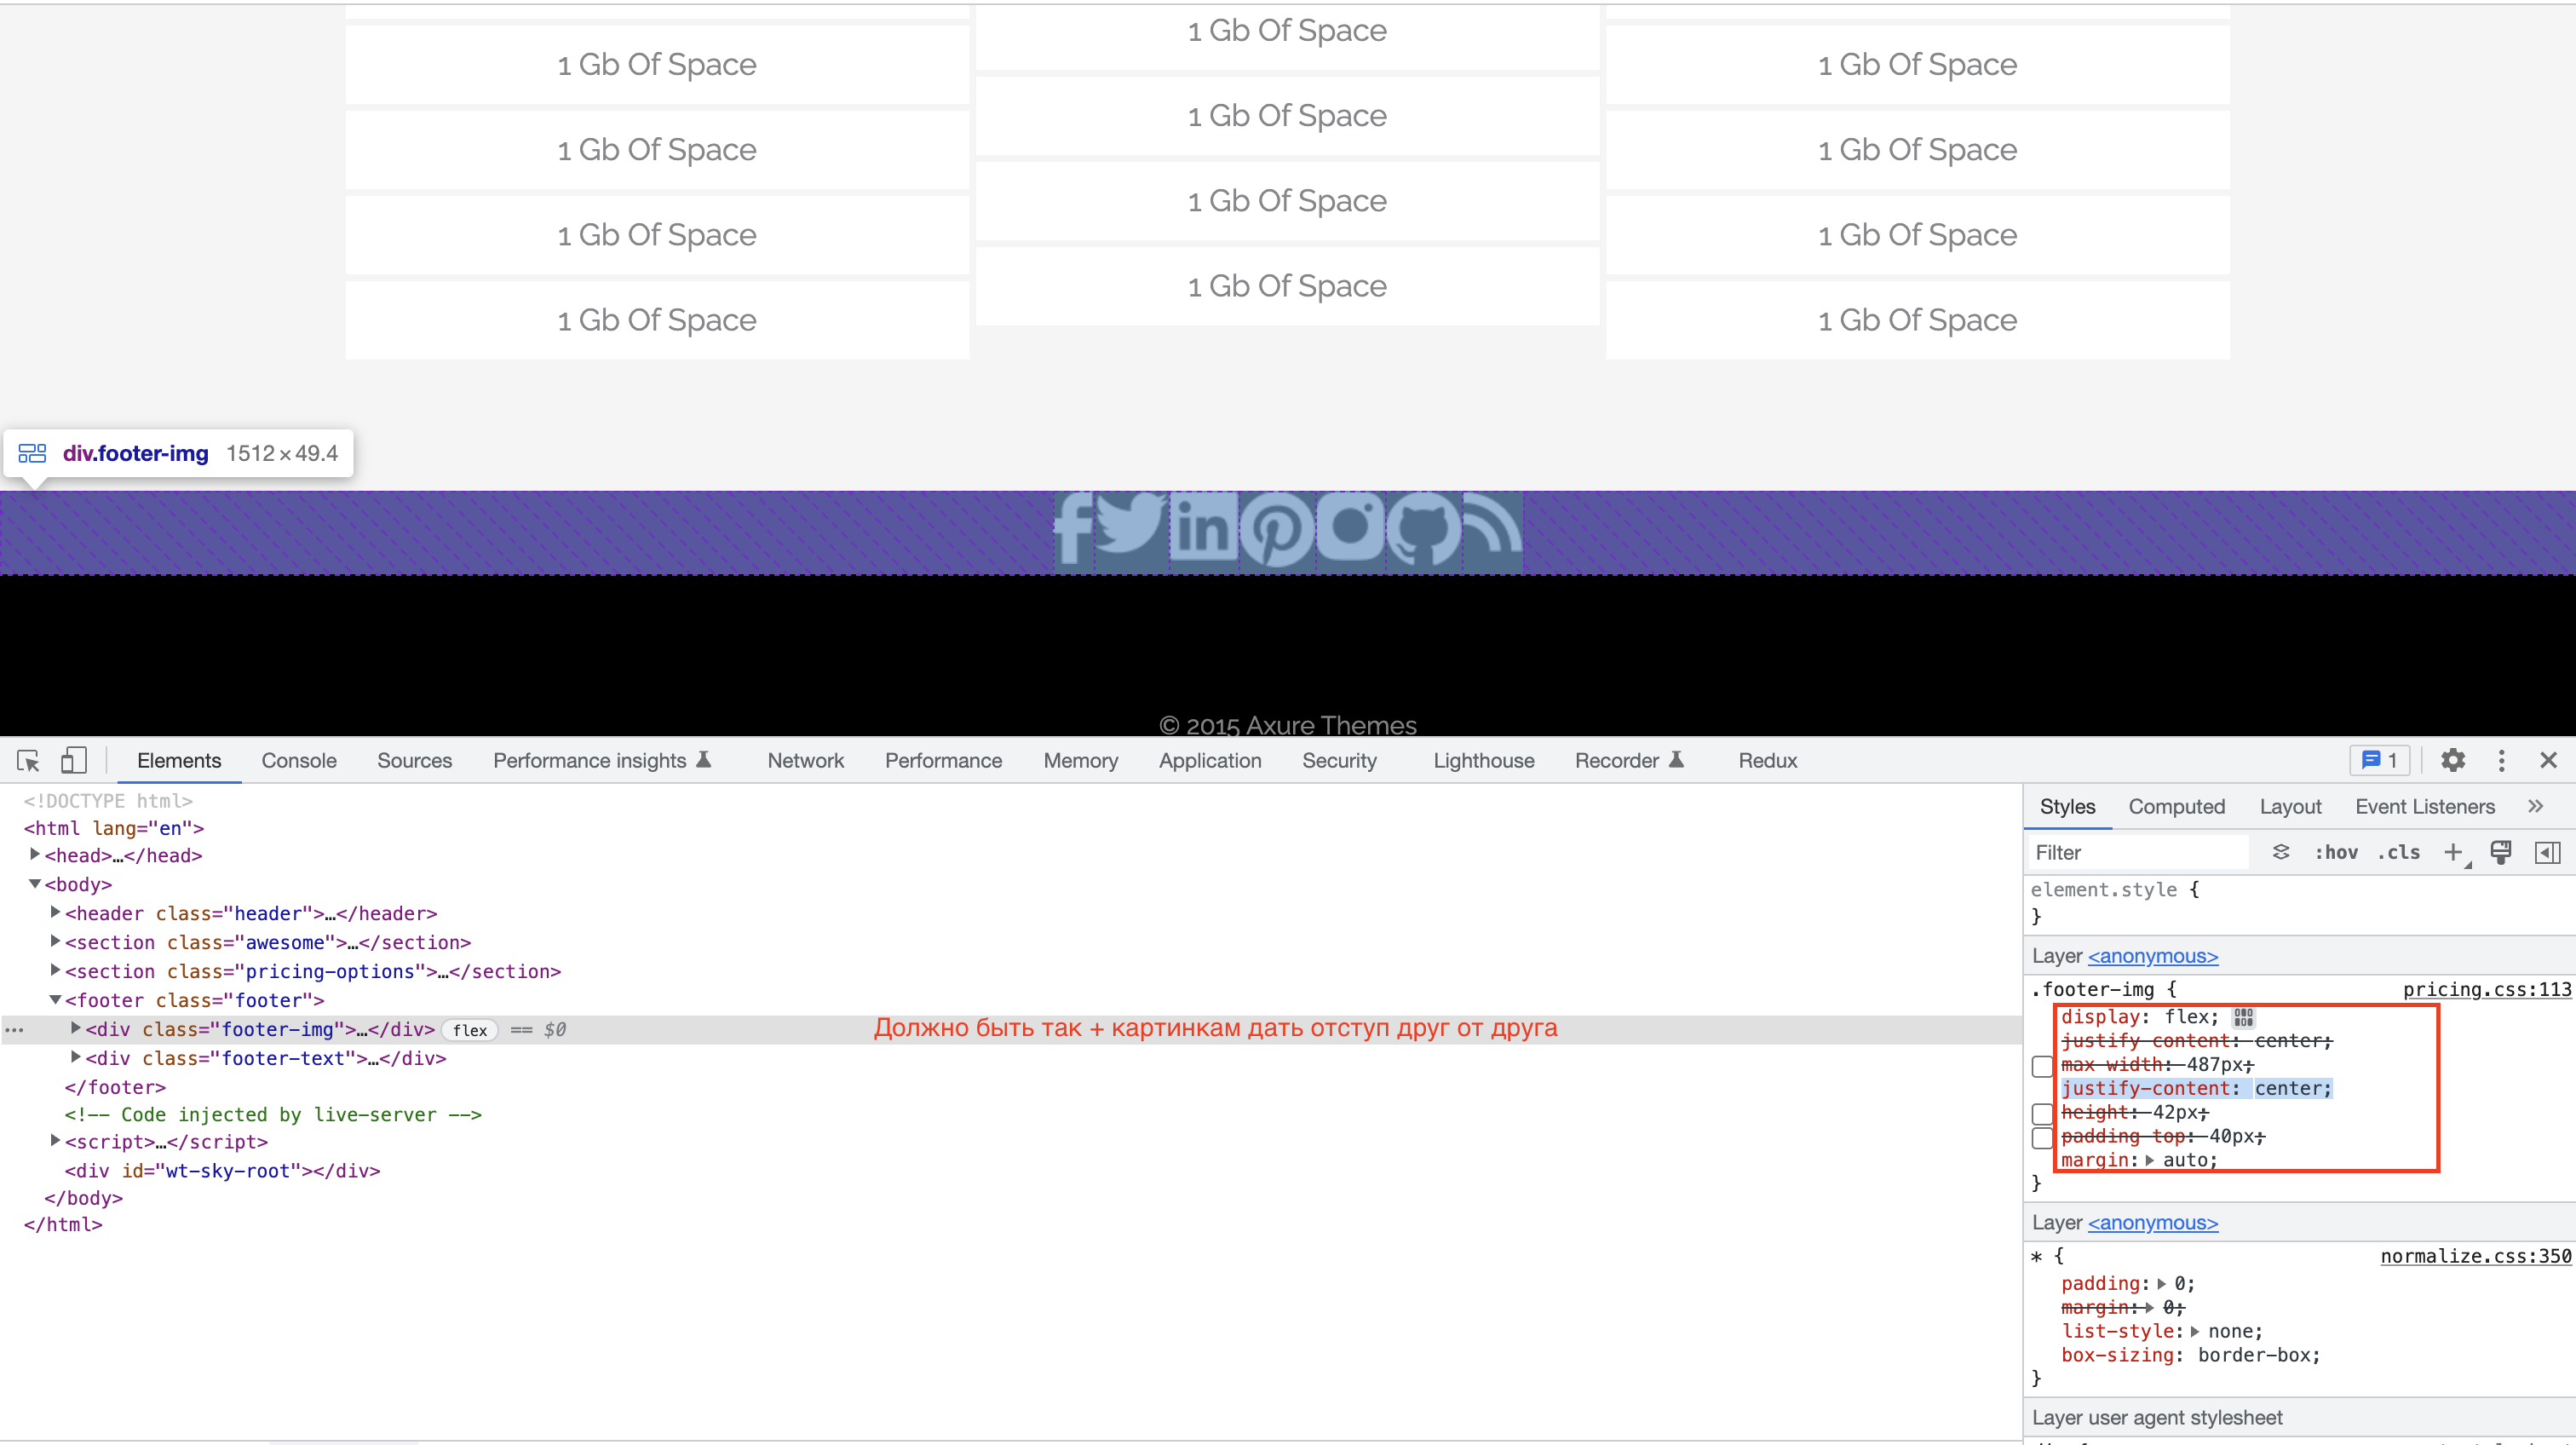 1 Gb Of Space
1 Gb Of Space
1 Gb Of Space
1 Gb Of Space
1 Gb Of Space
1 Gb Of Space
1 Gb Of Space
1 Gb Of Space
1 Gb Of Space
1 Gb Of Space
1 Gb Of Space
1 Gb Of Space
div.footer-img 1512 × 49.4
© 2015 Axure Themes
Elements Console Sources Performance insights Network Performance Memory Application Security Lighthouse Recorder Redux 1
<!DOCTYPE html>
<html lang="en">
<head>…</head>
<body>
<header class="header">…</header>
<section class="awesome">…</section>
<section class="pricing-options">…</section>
<footer class="footer">
<div class="footer-img">…</div> flex == $0
Должно быть так + картинкам дать отступ друг от друга
<div class="footer-text">…</div>
</footer>
<!-- Code injected by live-server -->
<script>…</script>
<div id="wt-sky-root"></div>
</body>
</html>
Styles Computed Layout Event Listeners »
Filter :hov .cls +
element.style {
}
Layer <anonymous>
.footer-img { pricing.css:113
display: flex;
justify-content: center;
max-width: 487px;
justify-content: center;
height: 42px;
padding-top: 40px;
margin: auto;
}
Layer <anonymous>
* { normalize.css:350
padding: 0;
margin: 0;
list-style: none;
box-sizing: border-box;
}
Layer user agent stylesheet